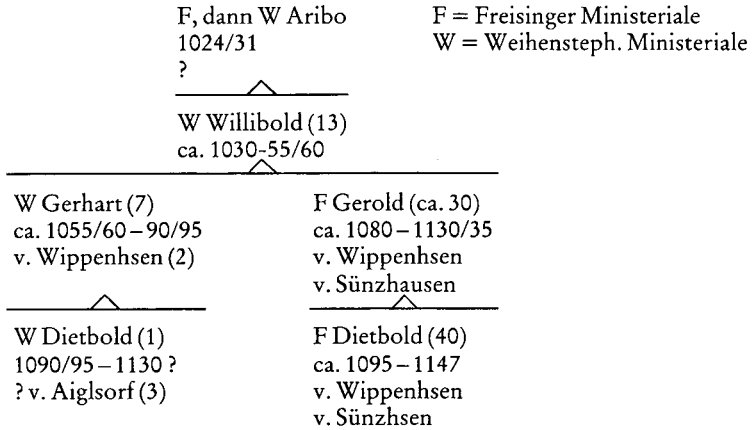 F, dann W Aribo
1024/31
?
F = Freisinger Ministeriale
W = Weihensteph. Ministeriale
W Willibold (13)
ca. 1030-55/60
W Gerhart (7)
ca. 1055/60–90/95
v. Wippenhsen (2)
F Gerold (ca. 30)
ca. 1080–1130/35
v. Wippenhsen
v. Sünzhausen
W Dietbold (1)
1090/95–1130 ?
? v. Aiglsorf (3)
F Dietbold (40)
ca. 1095–1147
v. Wippenhsen
v. Sünzhsen